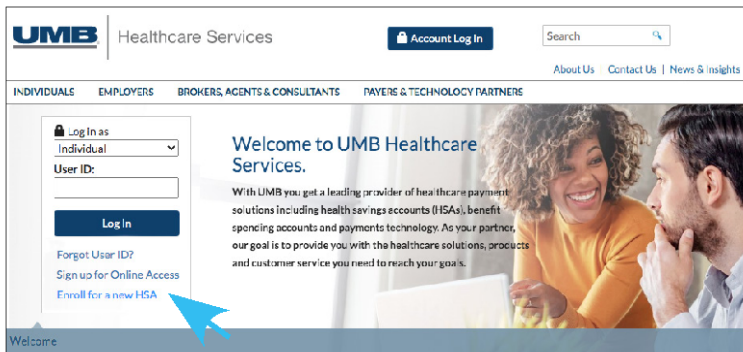 UMB Healthcare Services
Account Log In
Search
About Us | Contact Us | News & Insights
INDIVIDUALS EMPLOYERS BROKERS, AGENTS & CONSULTANTS PAYERS & TECHNOLOGY PARTNERS
Log in as
Individual
User ID:
Log In
Forgot User ID?
Sign up for Online Access
Enroll for a new HSA
Welcome to UMB Healthcare
Services.
With UMB you get a leading provider of healthcare payment
solutions including health savings accounts (HSAs), benefit
spending accounts and payments technology. As your partner,
our goal is to provide you with the healthcare solutions, products
and customer service you need to reach your goals.
Welcome